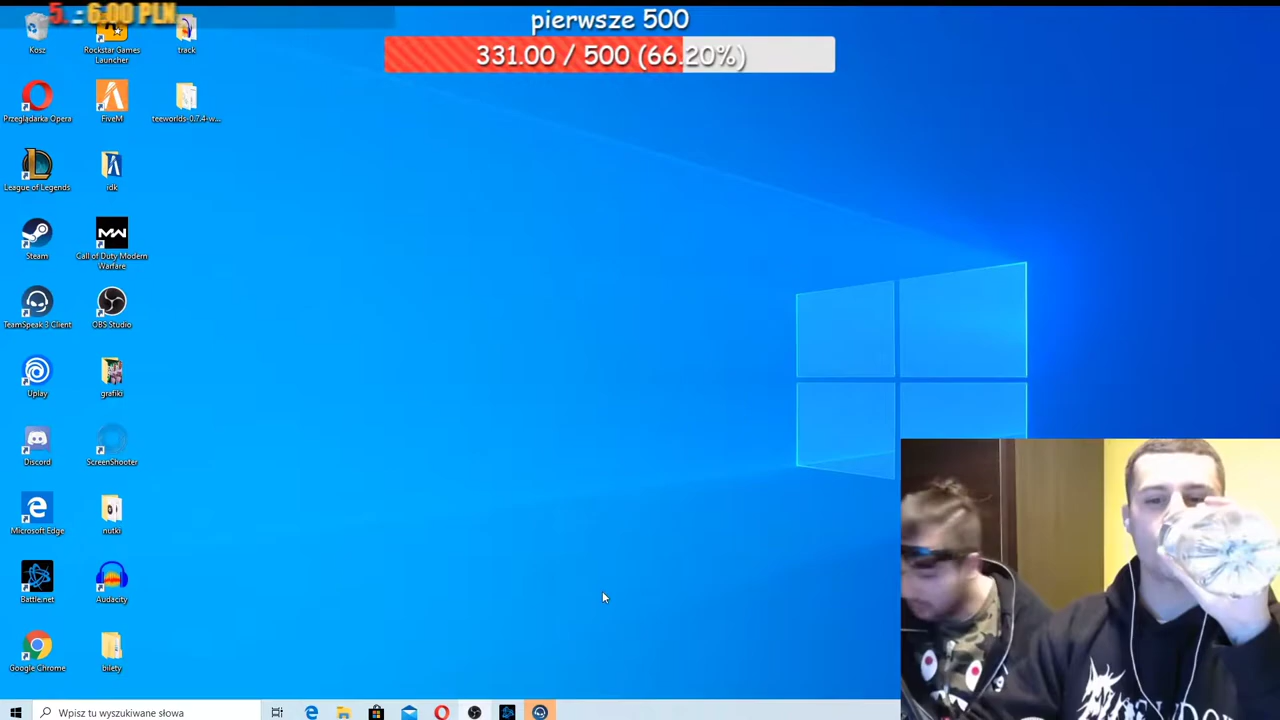 5. .: 6.00 PLN
pierwsze 500
331.00 / 500 (66.20%)
Kosz
Rockstar Games
Launcher
track
Przeglądarka Opera
FiveM
teeworlds-0.7.4-w...
League of Legends
idk
Steam
Call of Duty Modern
Warfare
TeamSpeak 3 Client
OBS Studio
Uplay
grafiki
Discord
ScreenShooter
Microsoft Edge
nutki
Battle.net
Audacity
Google Chrome
bilety
Wpisz tu wyszukiwane słowa